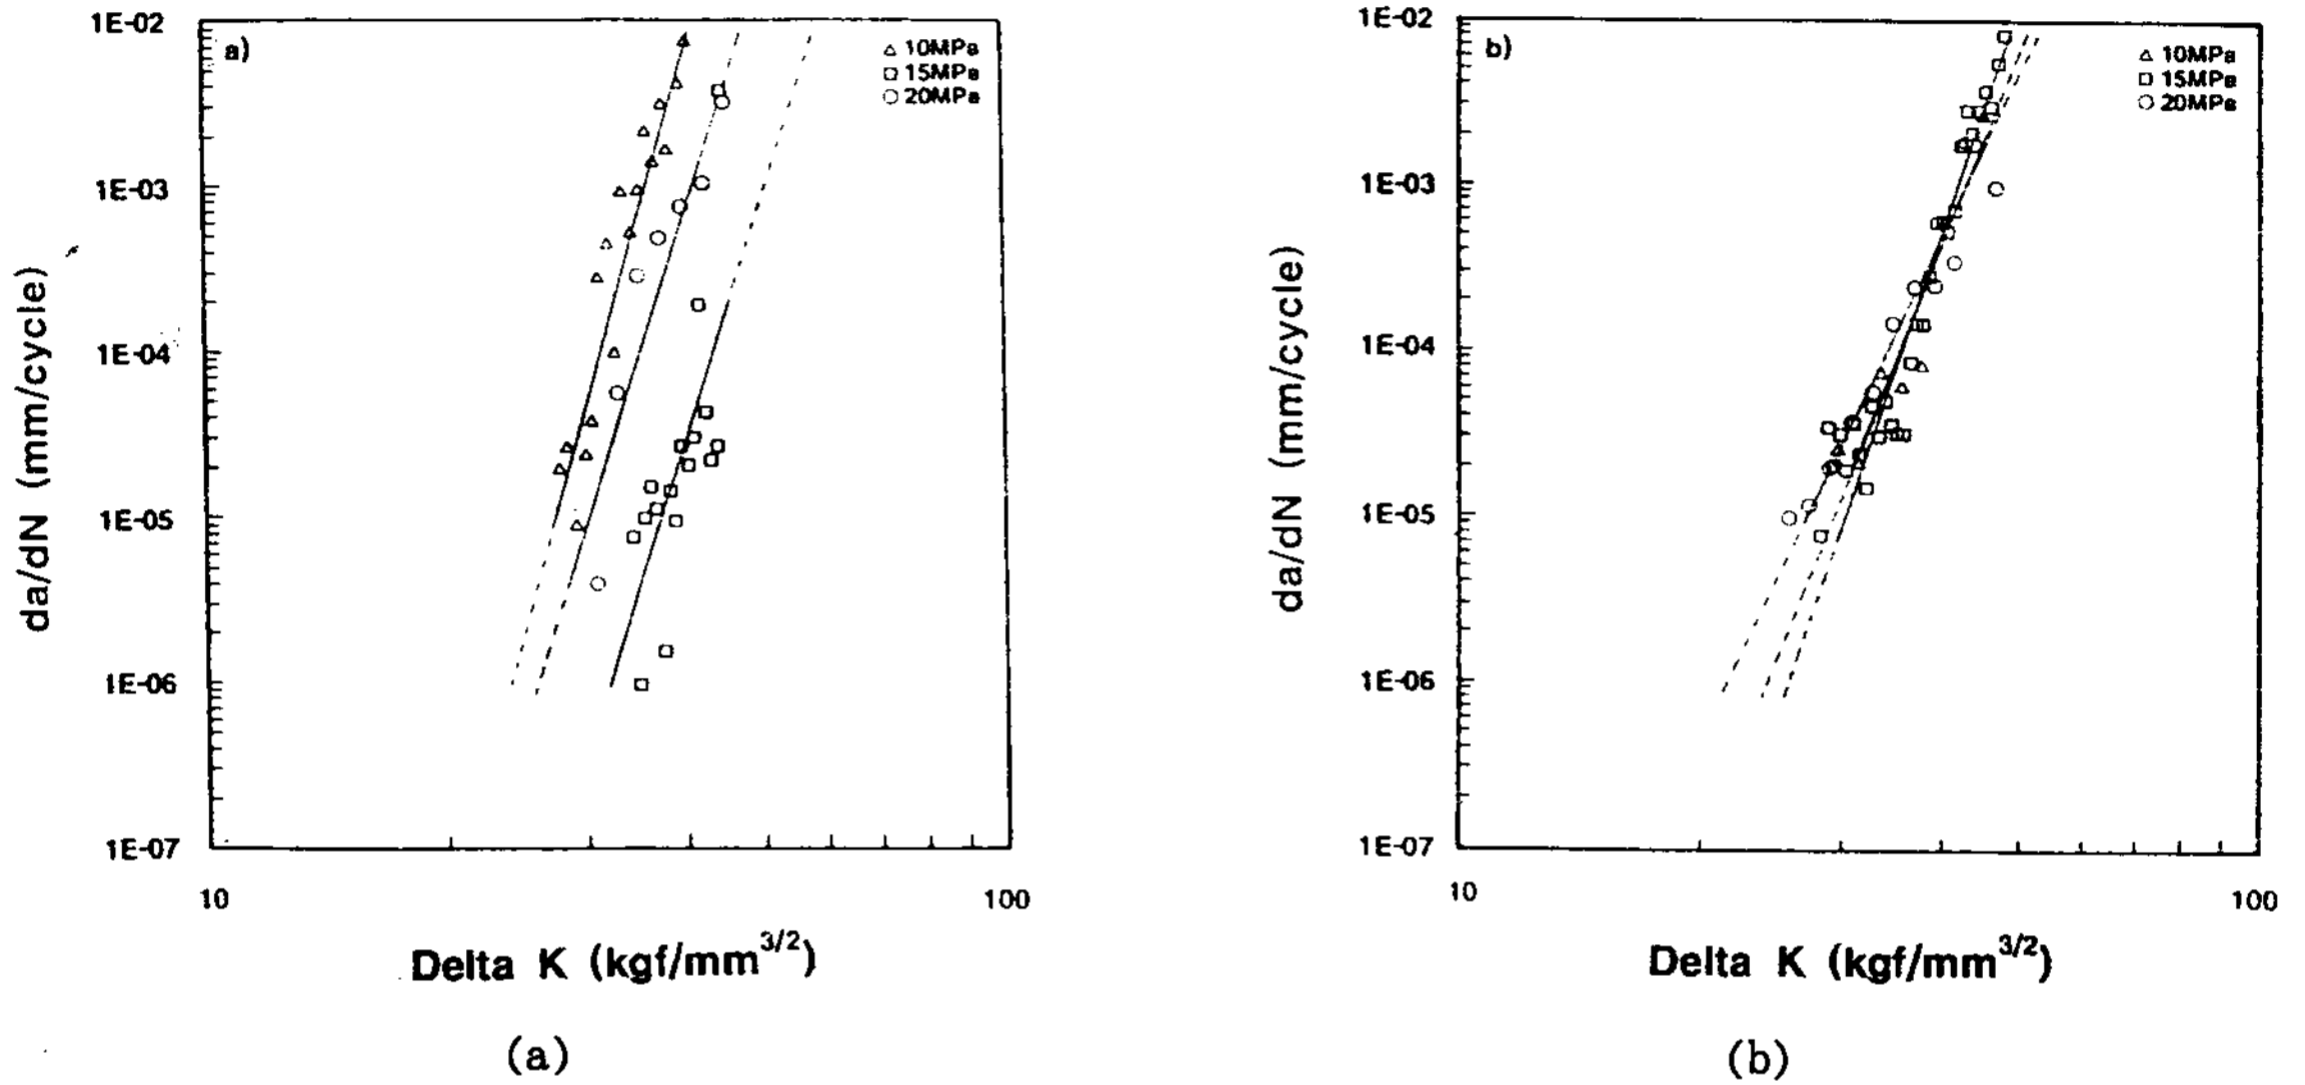 1E-02
a)
10MPa
15MPa
20MPa
1E-03
1E-04
1E-05
1E-06
1E-07
da/dN (mm/cycle)
10
100
Delta K (kgf/mm3/2)
(a)
1E-02
b)
10MPa
15MPa
20MPa
1E-03
1E-04
1E-05
1E-06
1E-07
da/dN (mm/cycle)
10
100
Delta K (kgf/mm3/2)
(b)